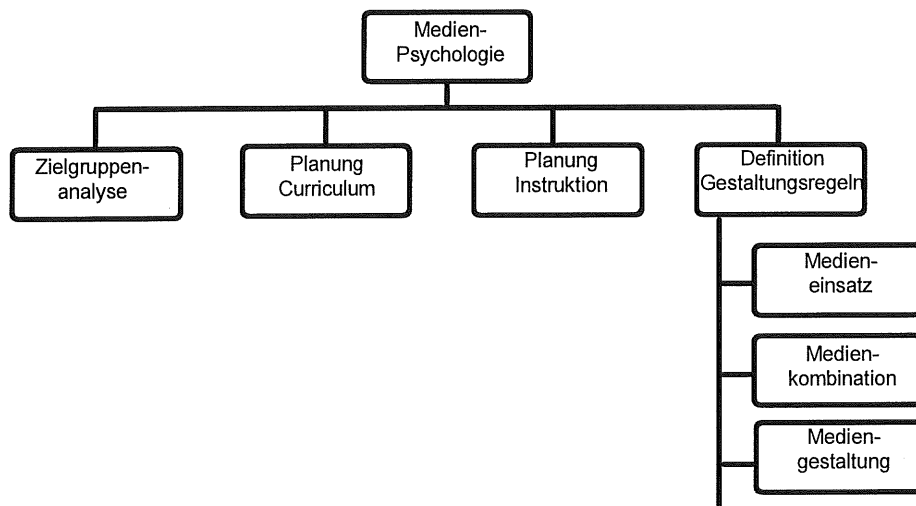 Medien-
Psychologie
Zielgruppen-
analyse
Planung
Curriculum
Planung
Instruktion
Definition
Gestaltungsregeln
Medien-
einsatz
Medien-
kombination
Medien-
gestaltung